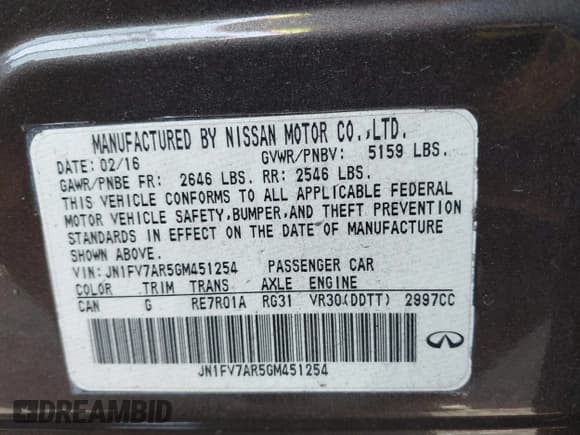 MANUFACTURED BY NISSAN MOTOR CO.,LTD.
DATE: 02/16 GVWR/PNBV: 5159 LBS.
GAWR/PNBE FR: 2646 LBS. RR: 2546 LBS.
THIS VEHICLE CONFORMS TO ALL APPLICABLE FEDERAL
MOTOR VEHICLE SAFETY,BUMPER,AND THEFT PREVENTION
STANDARDS IN EFFECT ON THE DATE OF MANUFACTURE
SHOWN ABOVE.
VIN: JN1FV7AR5GM451254 PASSENGER CAR
COLOR TRIM TRANS AXLE ENGINE
CAN G RE7R01A RG31 VR30(DDTT) 2997CC
JN1FV7AR5GM451254
DREAMBID